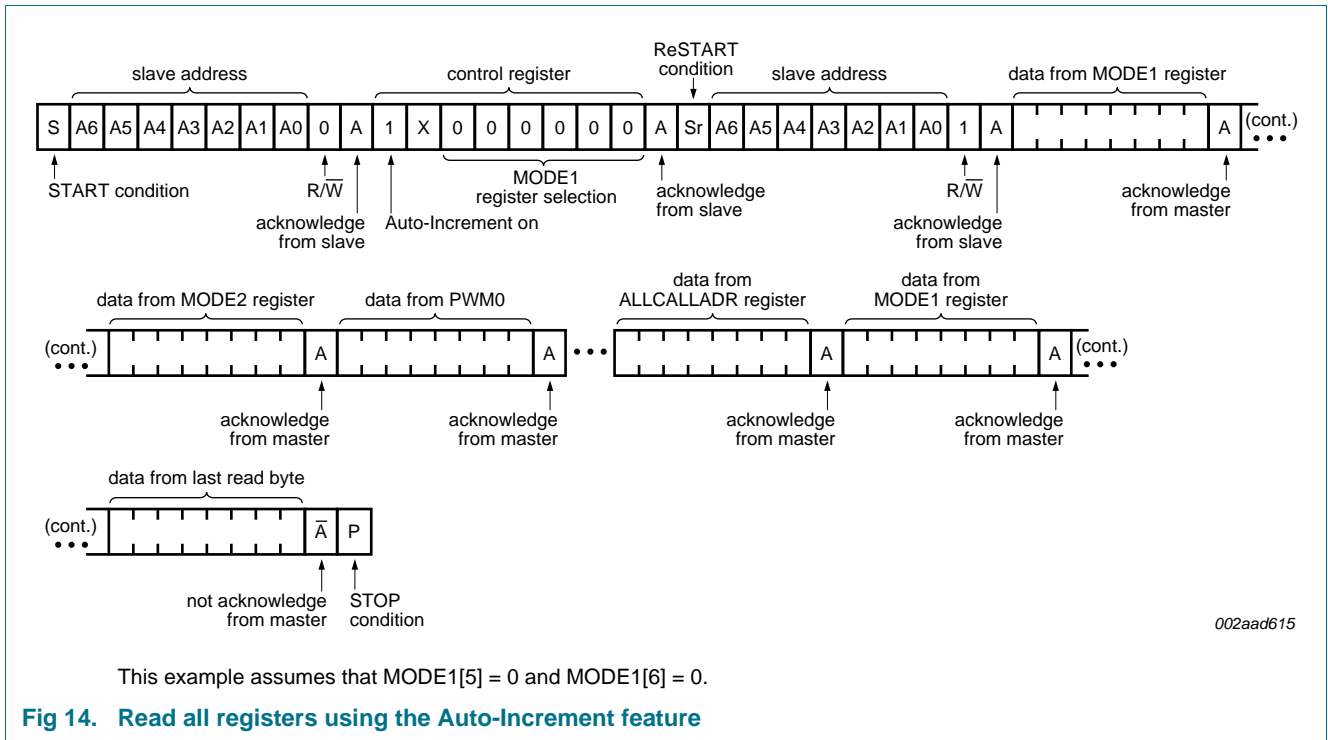 ReSTART
condition
slave address
control register
slave address
data from MODE1 register
S A6 A5 A4 A3 A2 A1 A0 0 A 1 X 0 0 0 0 0 0 A Sr A6 A5 A4 A3 A2 A1 A0 1 A A (cont.)
START condition
R/W̅
acknowledge
from slave
Auto-Increment on
MODE1
register selection
acknowledge
from slave
R/W̅
acknowledge
from slave
acknowledge
from master
data from MODE2 register
data from PWM0
data from
ALLCALLADR register
data from
MODE1 register
(cont.) A A A A (cont.)
acknowledge
from master
acknowledge
from master
acknowledge
from master
acknowledge
from master
data from last read byte
(cont.) A̅ P
not acknowledge
from master
STOP
condition
002aad615
This example assumes that MODE1[5] = 0 and MODE1[6] = 0.
Fig 14. Read all registers using the Auto-Increment feature